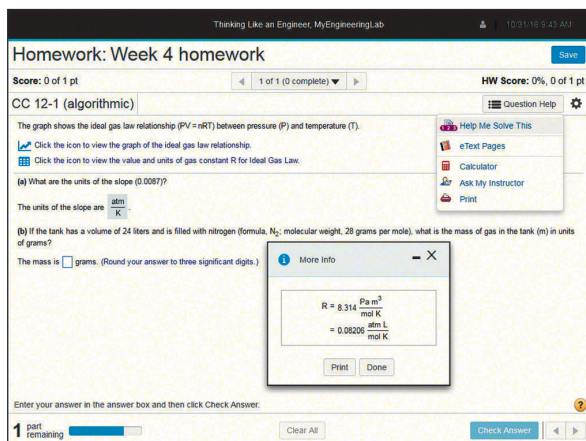 Thinking Like an Engineer, MyEngineeringLab
10/31/16 9:43 AM
Homework: Week 4 homework
Save
Score: 0 of 1 pt
1 of 1 (0 complete)
HW Score: 0%, 0 of 1 pt
CC 12-1 (algorithmic)
Question Help
The graph shows the ideal gas law relationship (PV = nRT) between pressure (P) and temperature (T).
Click the icon to view the graph of the ideal gas law relationship.
Click the icon to view the value and units of gas constant R for Ideal Gas Law.
Help Me Solve This
eText Pages
Calculator
Ask My Instructor
Print
(a) What are the units of the slope (0.0087)?
The units of the slope are atm/K.
(b) If the tank has a volume of 24 liters and is filled with nitrogen (formula, N₂; molecular weight, 28 grams per mole), what is the mass of gas in the tank (m) in units
of grams?
The mass is grams. (Round your answer to three significant digits.)
More Info
R = 8.314 Pa m³/mol K
= 0.08206 atm L/mol K
Print
Done
Enter your answer in the answer box and then click Check Answer.
?
1 part remaining
Clear All
Check Answer